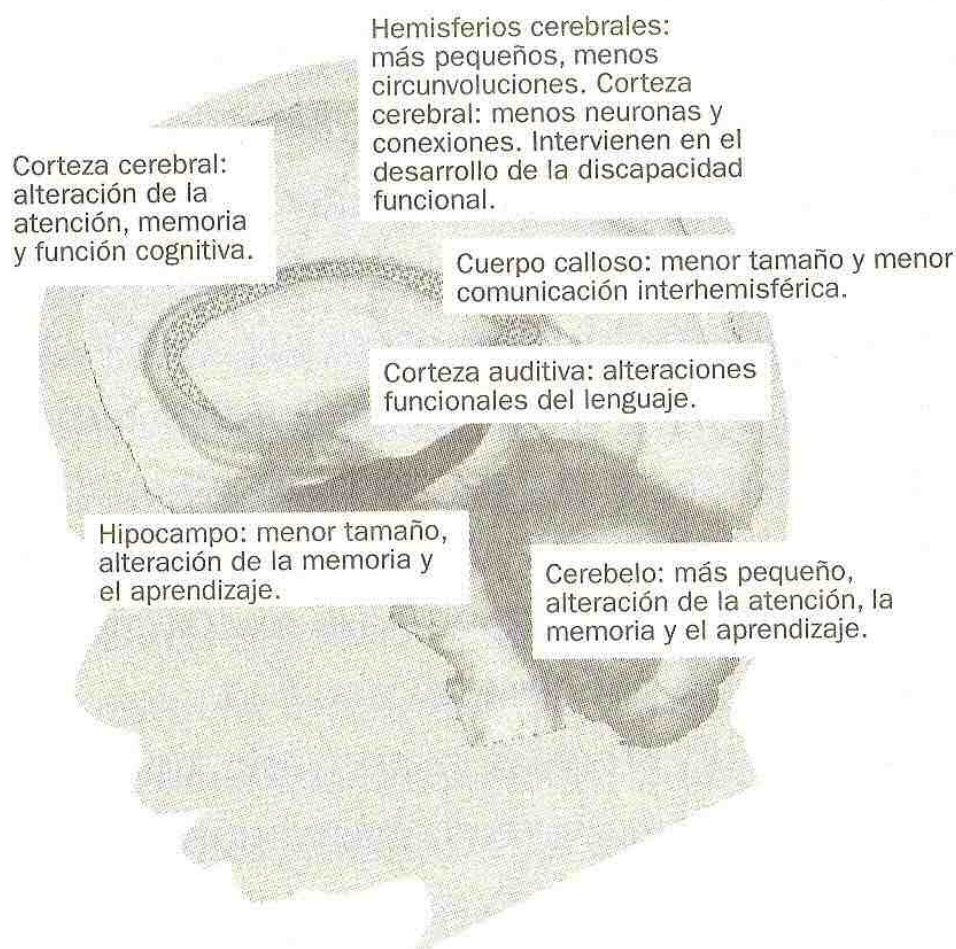 Hemisferios cerebrales:
más pequeños, menos
circunvoluciones. Corteza
cerebral: menos neuronas y
conexiones. Intervienen en el
desarrollo de la discapacidad
funcional.
Corteza cerebral:
alteración de la
atención, memoria
y función cognitiva.
Cuerpo calloso: menor tamaño y menor
comunicación interhemisférica.
Corteza auditiva: alteraciones
funcionales del lenguaje.
Hipocampo: menor tamaño,
alteración de la memoria y
el aprendizaje.
Cerebelo: más pequeño,
alteración de la atención, la
memoria y el aprendizaje.